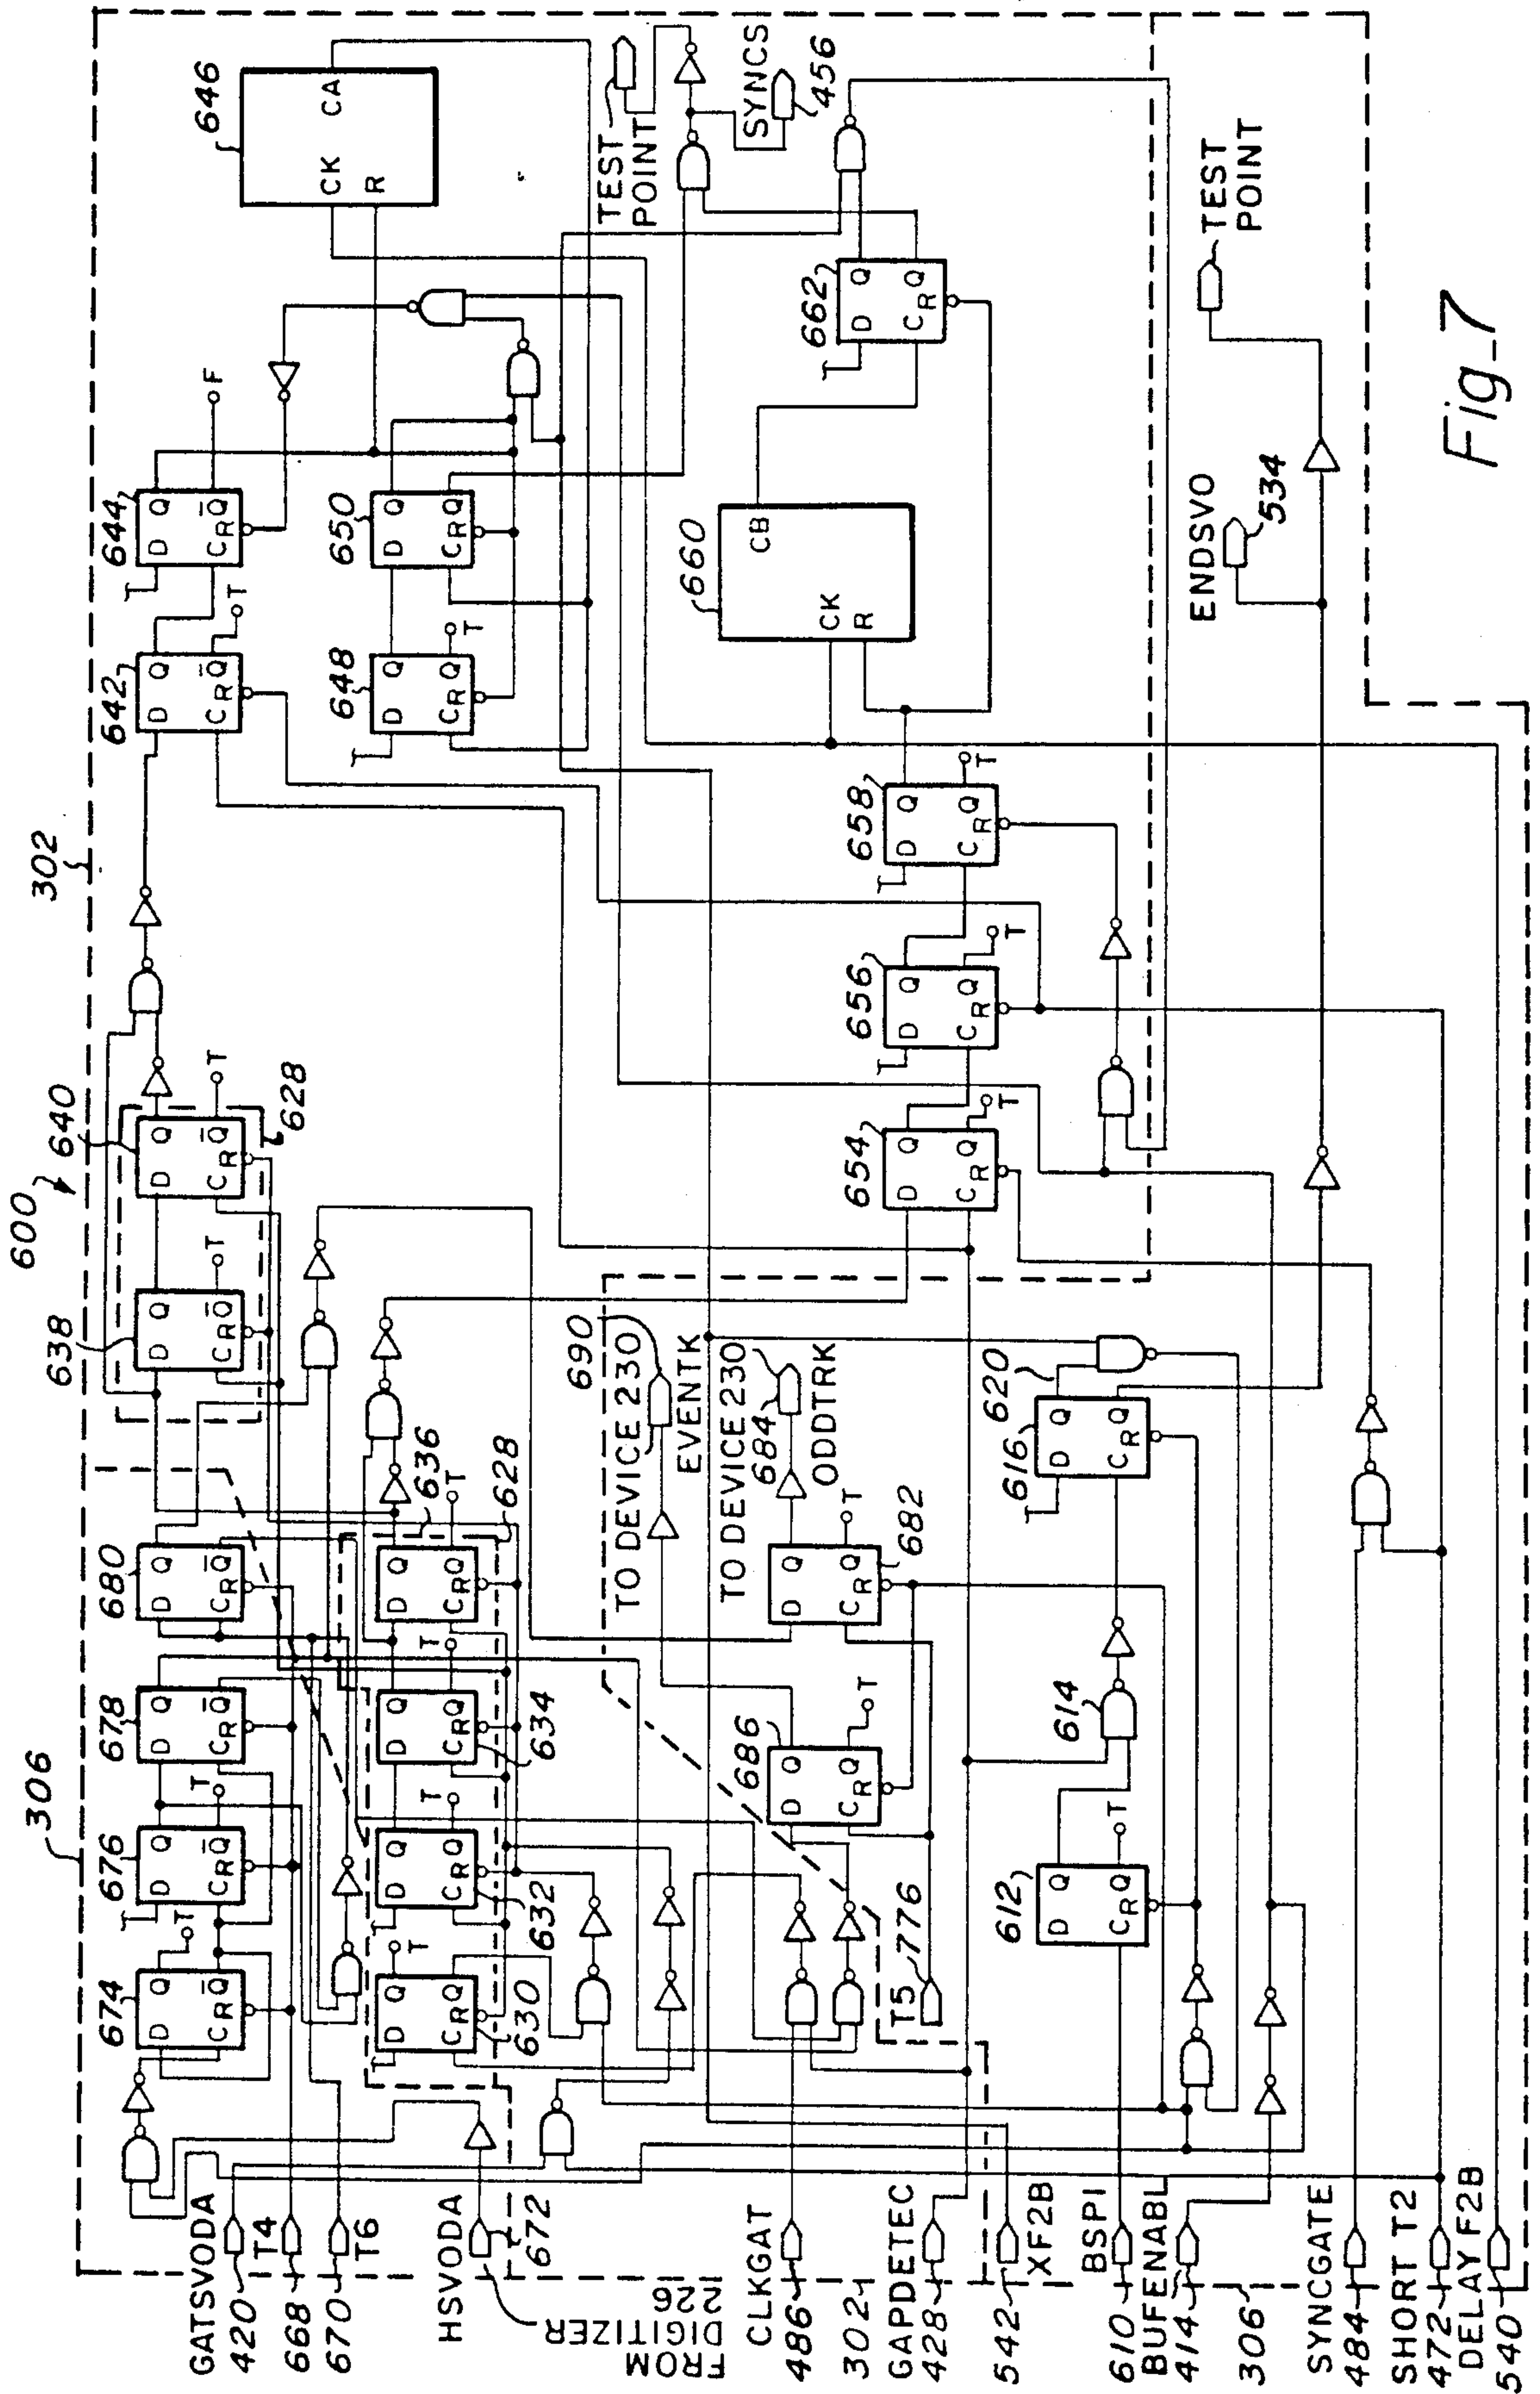 600
302
306
640
638
628
642
D Q
C R Q̅
T
644
D Q
C R Q̅
F
646
CK CA
R
674
D Q
C R Q̅
T
676
D Q
C R Q̅
T
678
D Q
C R Q̅
680
D Q
C R Q̅
D Q
C R Q̅
T
D Q
C R Q̅
T
648
D Q
C R Q
T
650
D Q
C R Q
630
D Q
C R Q
T
632
D Q
C R Q
T
634
D Q
C R Q
T
636
D Q
C R Q
T
628
TEST
POINT
SYNCS
456
660
CK CB
R
662
D Q
C R Q
654
D Q
C R Q
T
656
D Q
C R Q
T
658
D Q
C R Q
T
TO DEVICE 230
690
EVENTK
TO DEVICE 230
684
ODDTRK
686
D Q
C R Q
T
682
D Q
C R Q
T
T5
776
612
D Q
C R Q
T
614
616
D Q
C R Q
620
ENDSVO
534
TEST
POINT
GATSVODA
420
T4
668
670
T6
HSVODA
672
FROM
DIGITIZER
226
CLKGAT
486
302
GAPDETEC
428
542
XF2B
BSPI
610
BUFENABL
414
306
SYNCGATE
484
SHORT T2
472
DELAY F2B
540
Fig_7